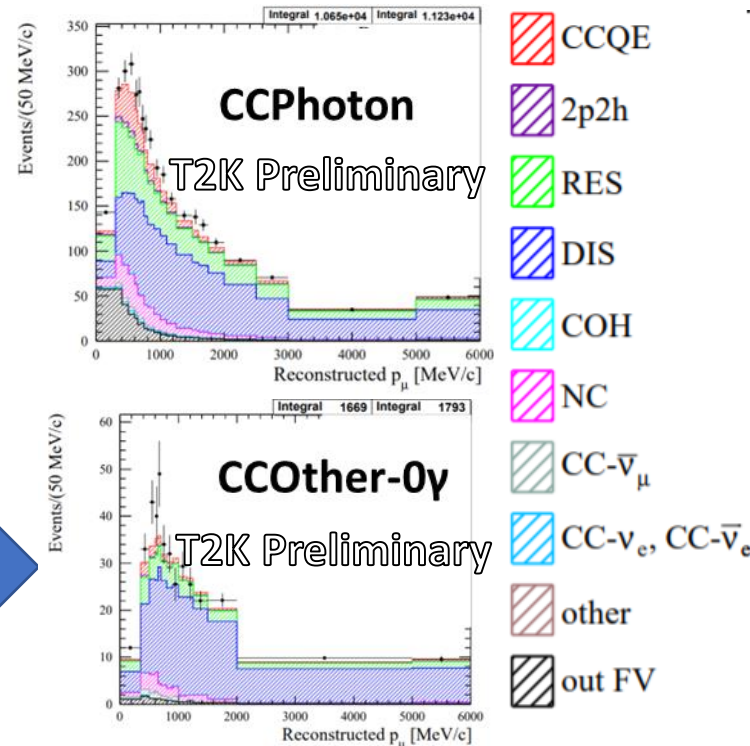 Integral 1.065e+04 Integral 1.123e+04
Events/(50 MeV/c)
350
300
250
200
150
100
50
0
CCPhoton
T2K Preliminary
0 1000 2000 3000 4000 5000 6000
Reconstructed pμ [MeV/c]
Integral 1669 Integral 1793
Events/(50 MeV/c)
60
50
40
30
20
10
0
CCOther-0γ
T2K Preliminary
0 1000 2000 3000 4000 5000 6000
Reconstructed pμ [MeV/c]
CCQE
2p2h
RES
DIS
COH
NC
CC-ν̅μ
CC-νe, CC-ν̅e
other
out FV